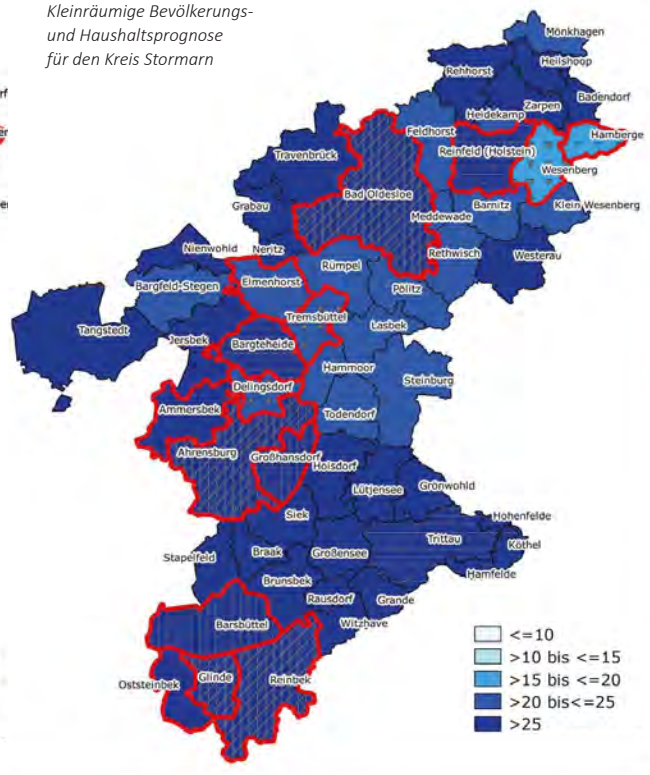 Kleinräumige Bevölkerungs-
und Haushaltsprognose
für den Kreis Stormarn
Mönkhagen
Heilshoop
Rehhorst
Zarpen
Badendorf
Heidekamp
Feldhorst
Hamberge
Reinfeld (Holstein)
Travenbrück
Wesenberg
Bad Oldesloe
Grabau
Barnitz
Klein Wesenberg
Meddewade
Nienwohld
Neritz
Rethwisch
Westerau
Rümpel
Elmenhorst
Bargfeld-Stegen
Pölitz
Tremsbüttel
Lasbek
Tangstedt
Jersbek
Bargteheide
Hammoor
Steinburg
Delingsdorf
Ammersbek
Todendorf
Ahrensburg
Großhansdorf
Hoisdorf
Lütjensee
Grönwohld
Siek
Hohenfelde
Trittau
Köthel
Stapelfeld
Braak
Großensee
Hamfelde
Brunsbek
Rausdorf
Grande
Witzhave
Barsbüttel
Glinde
Reinbek
Oststeinbek
<=10
>10 bis <=15
>15 bis <=20
>20 bis<=25
>25